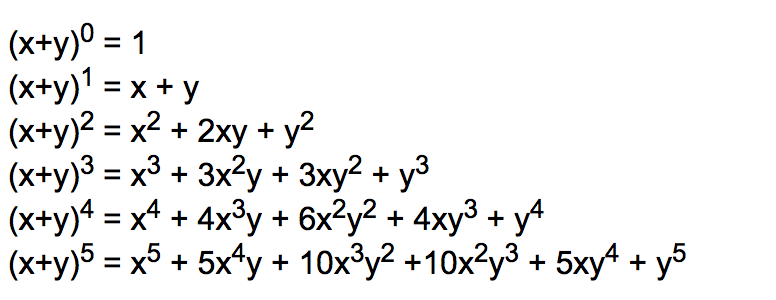 (x+y)⁰ = 1
(x+y)¹ = x + y
(x+y)² = x² + 2xy + y²
(x+y)³ = x³ + 3x²y + 3xy² + y³
(x+y)⁴ = x⁴ + 4x³y + 6x²y² + 4xy³ + y⁴
(x+y)⁵ = x⁵ + 5x⁴y + 10x³y² +10x²y³ + 5xy⁴ + y⁵